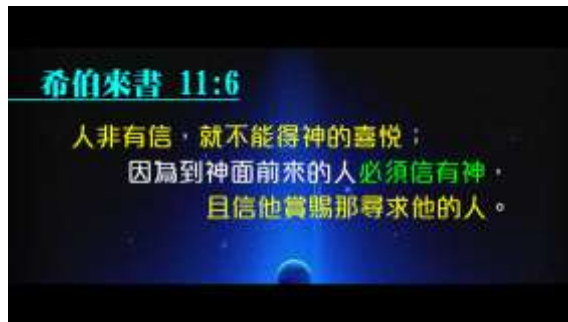 希伯來書 11:6
人非有信，就不能得神的喜悅；
因為到神面前來的人必須信有神，
且信他賞賜那尋求他的人。